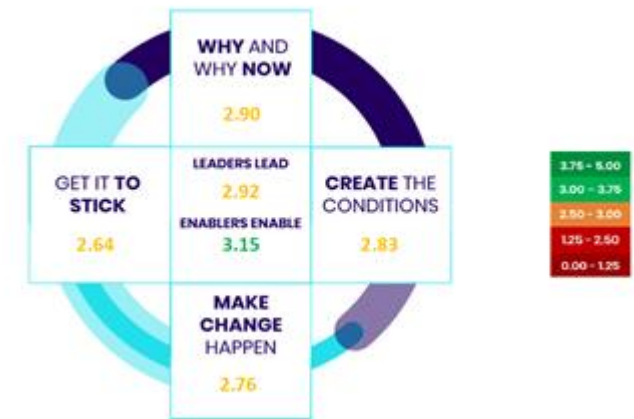 WHY AND
WHY NOW
2.90
GET IT TO
STICK
2.64
LEADERS LEAD
2.92
ENABLERS ENABLE
3.15
CREATE THE
CONDITIONS
2.83
MAKE
CHANGE
HAPPEN
2.76
3.75 - 5.00
3.00 - 3.75
2.50 - 3.00
1.25 - 2.50
0.00 - 1.25